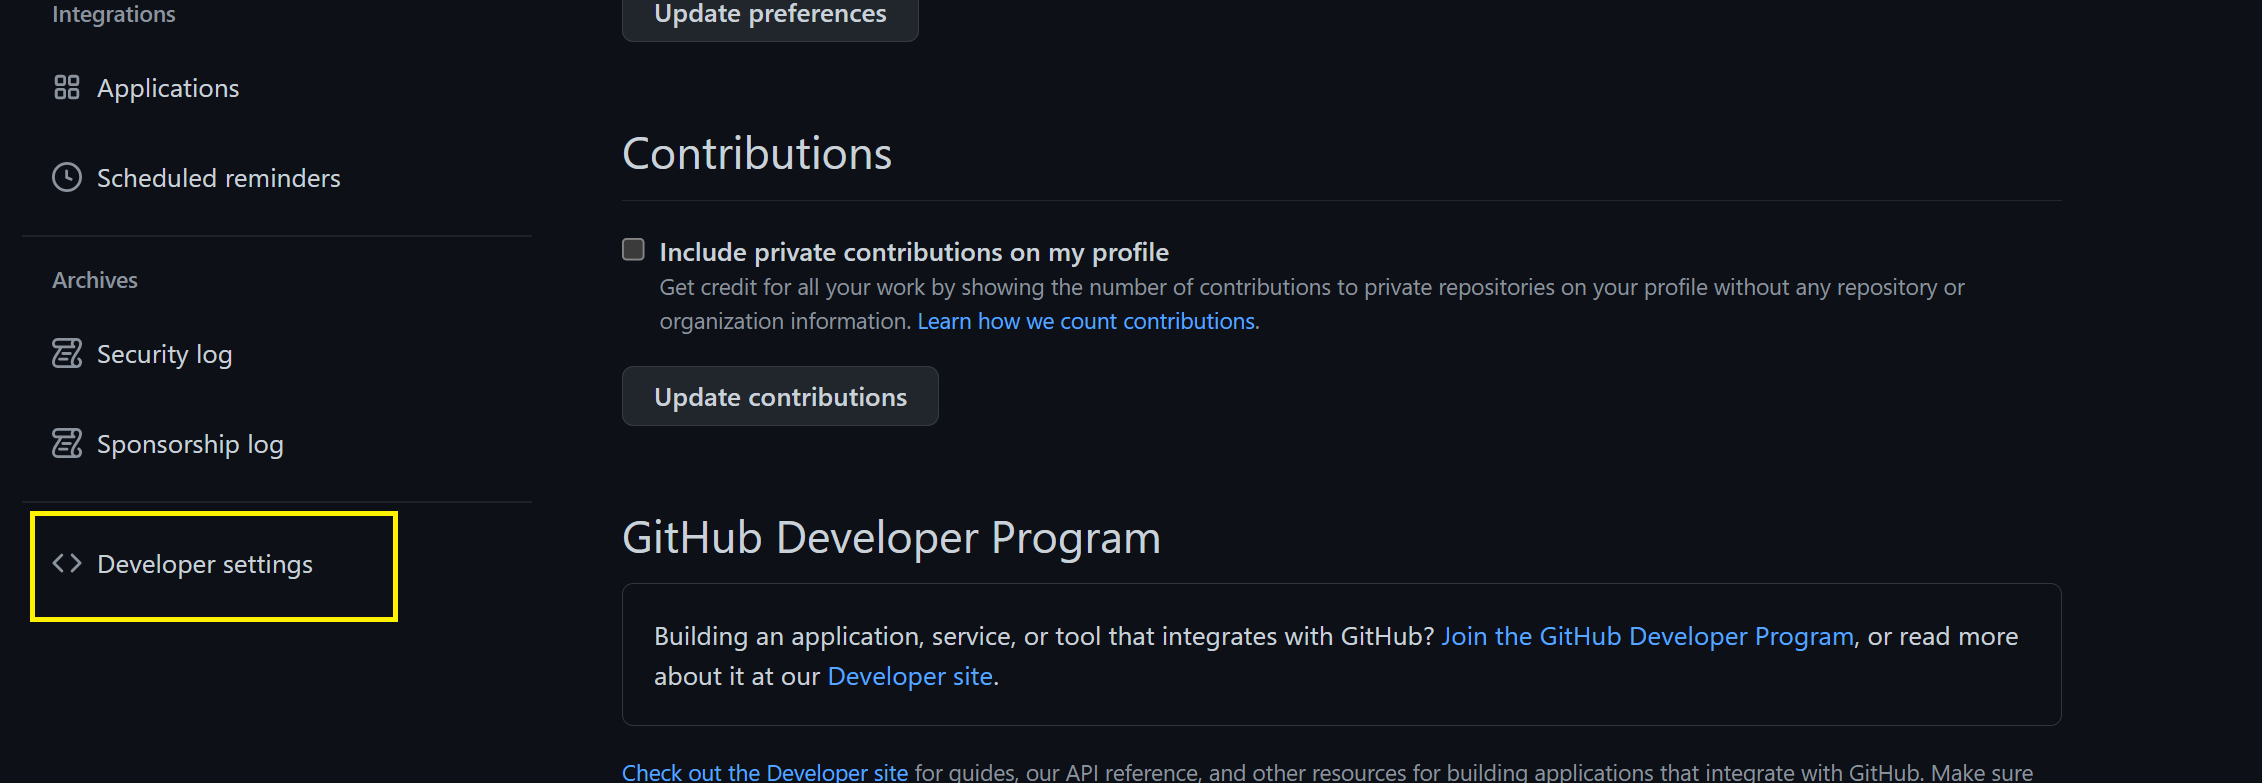 Integrations
Applications
Scheduled reminders
Archives
Security log
Sponsorship log
Developer settings
Update preferences
Contributions
Include private contributions on my profile
Get credit for all your work by showing the number of contributions to private repositories on your profile without any repository or
organization information. Learn how we count contributions.
Update contributions
GitHub Developer Program
Building an application, service, or tool that integrates with GitHub? Join the GitHub Developer Program, or read more
about it at our Developer site.
Check out the Developer site for guides, our API reference, and other resources for building applications that integrate with GitHub. Make sure